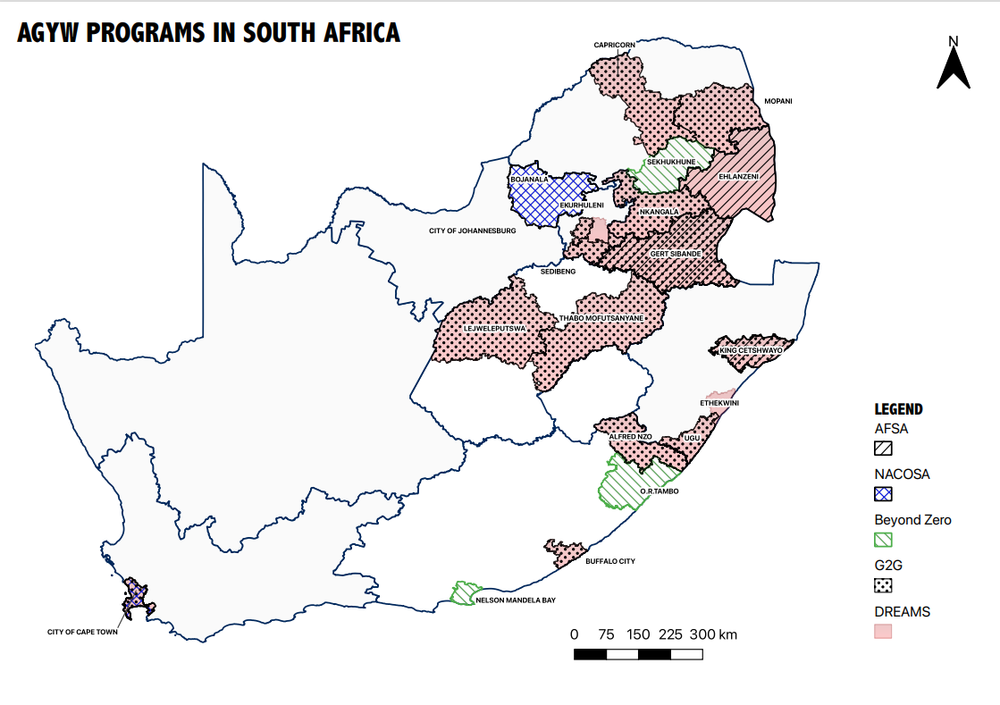 AGYW PROGRAMS IN SOUTH AFRICA
CAPRICORN
N
MOPANI
SEKHUKHUNE
EHLANZENI
BOJANALA
EKURHULENI
NKANGALA
CITY OF JOHANNESBURG
GERT SIBANDE
SEDIBENG
THABO MOFUTSANYANE
LEJWELEPUTSWA
KING CETSHWAYO
ETHEKWINI
ALFRED NZO
UGU
O.R.TAMBO
BUFFALO CITY
NELSON MANDELA BAY
CITY OF CAPE TOWN
LEGEND
AFSA
NACOSA
Beyond Zero
G2G
DREAMS
0 75 150 225 300 km